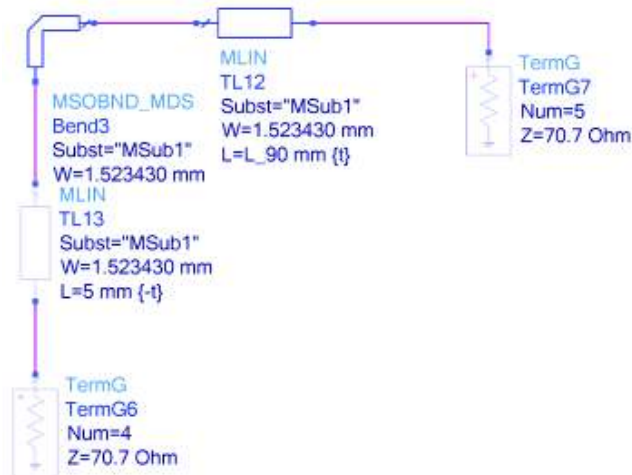 MLIN
TL12
Subst="MSub1"
W=1.523430 mm
L=L_90 mm {t}
TermG
TermG7
Num=5
Z=70.7 Ohm
MSOBND_MDS
Bend3
Subst="MSub1"
W=1.523430 mm
MLIN
TL13
Subst="MSub1"
W=1.523430 mm
L=5 mm {-t}
TermG
TermG6
Num=4
Z=70.7 Ohm